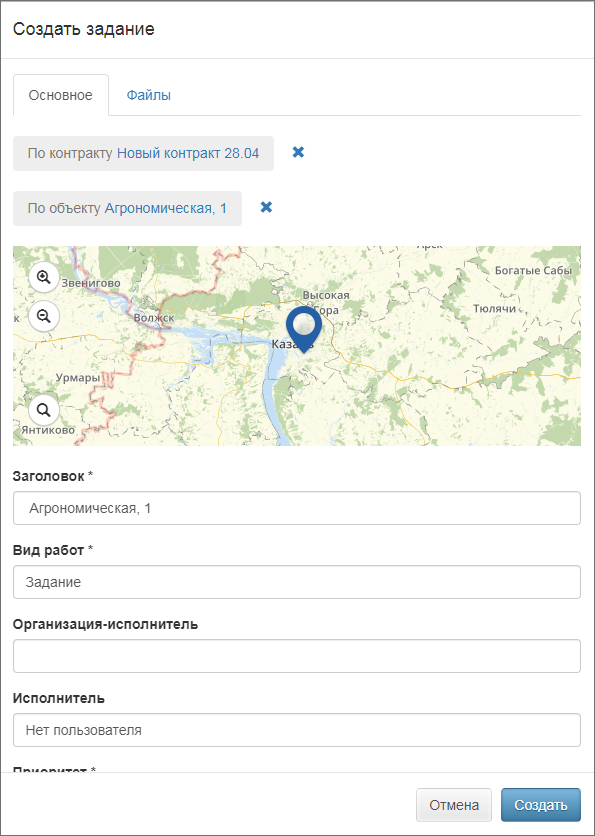 Создать задание
Основное Файлы
По контракту Новый контракт 28.04
По объекту Агрономическая, 1
Арск
Богатые Сабы
Звенигово
Высокая
Гора
Тюлячи
Волжск
к
Казань
Урмары
Янтиково
Заголовок *
Агрономическая, 1
Вид работ *
Задание
Организация-исполнитель
Исполнитель
Нет пользователя
Приоритет *
Отмена Создать